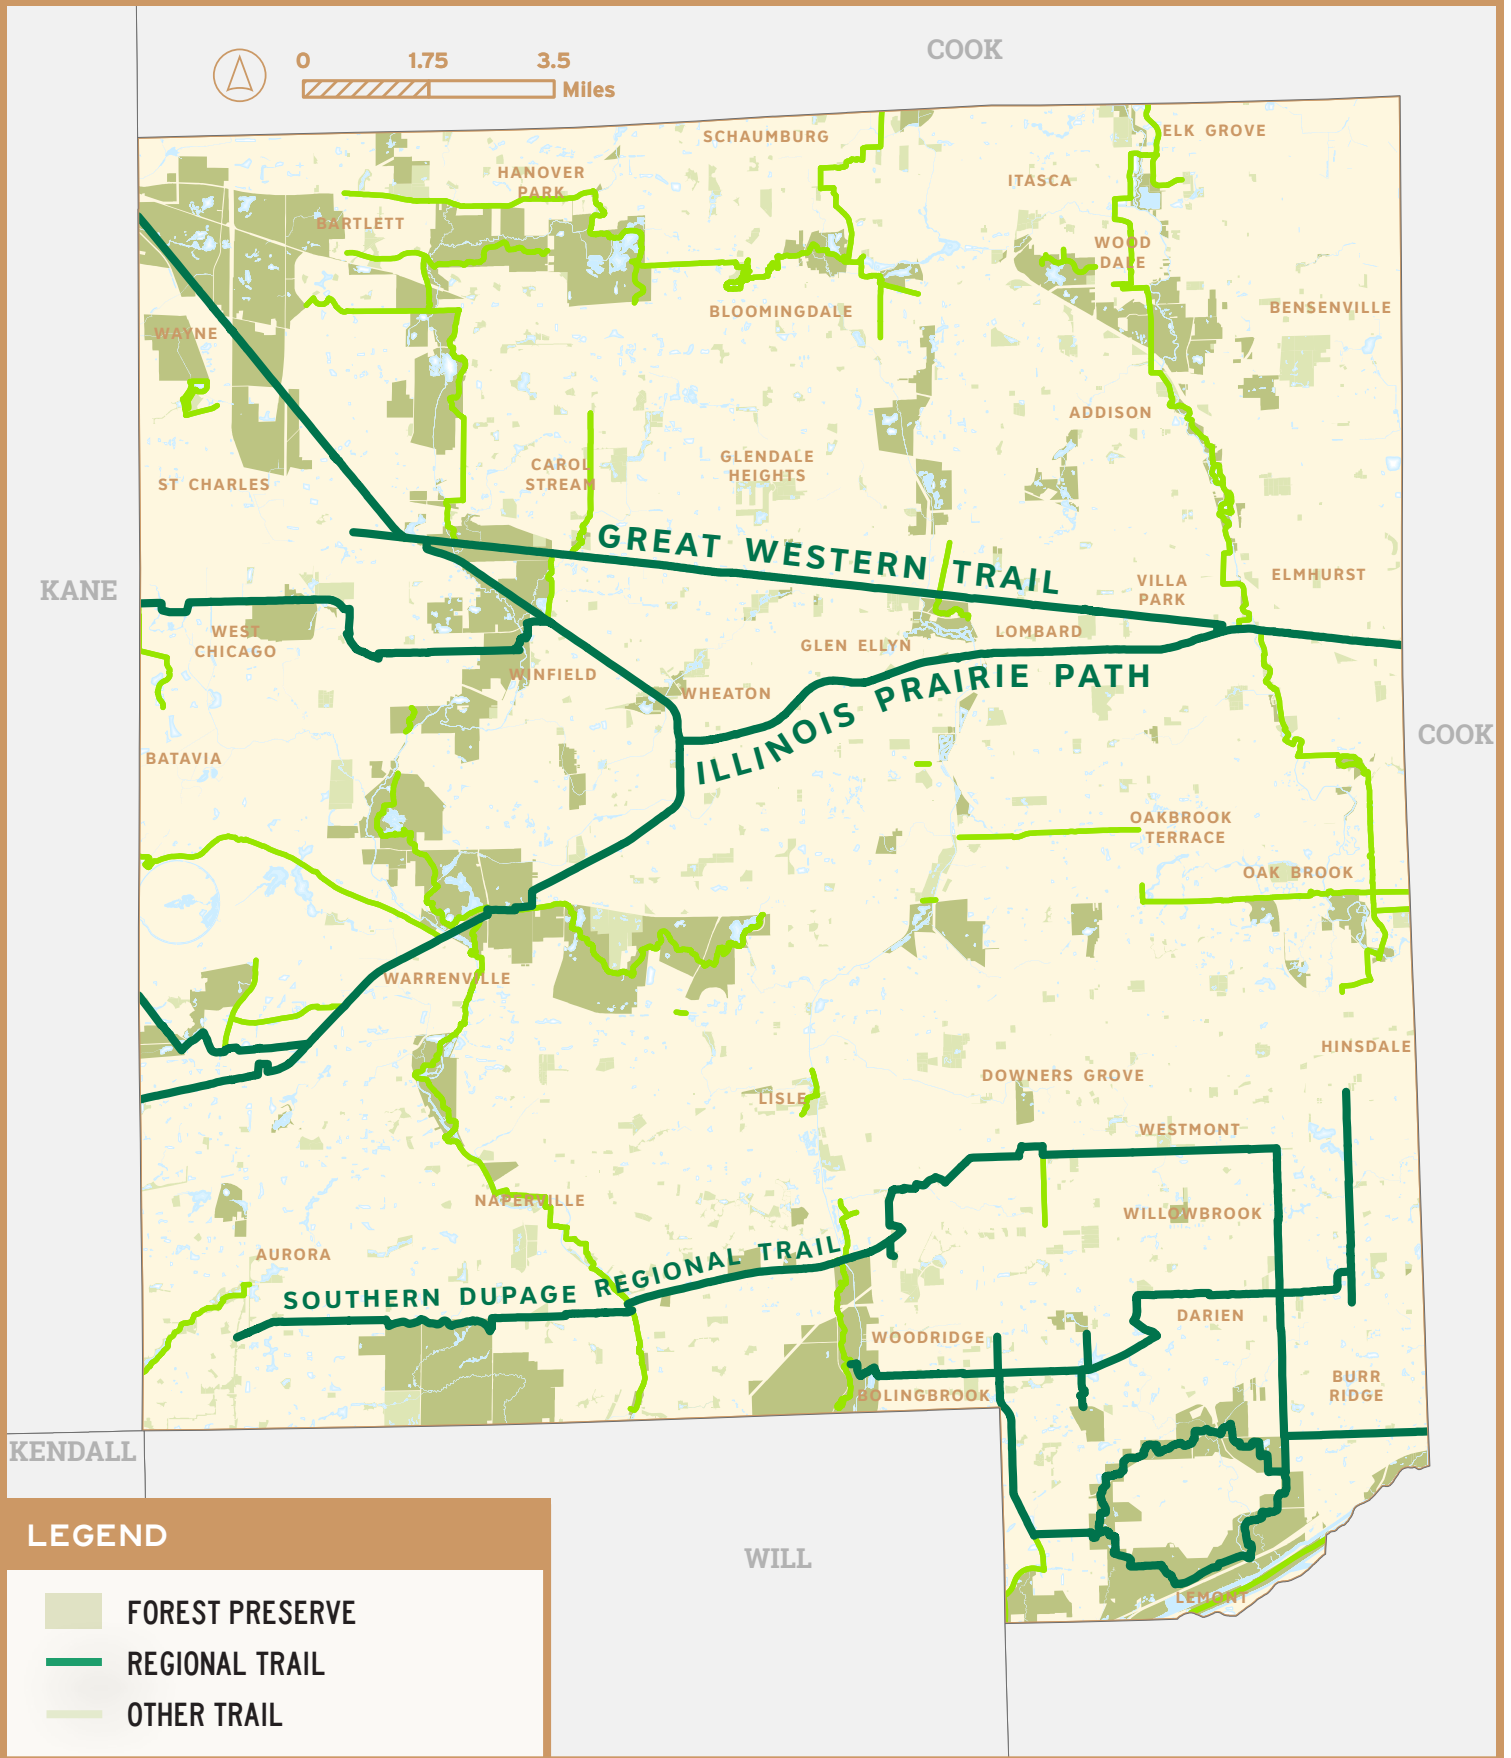 COOK
0 1.75 3.5
Miles
SCHAUMBURG
ELK GROVE
HANOVER
PARK
ITASCA
BARTLETT
WOOD
DALE
BLOOMINGDALE
BENSENVILLE
WAYNE
ADDISON
CAROL
STREAM
GLENDALE
HEIGHTS
ST CHARLES
GREAT WESTERN TRAIL
VILLA
PARK
ELMHURST
KANE
WEST
CHICAGO
GLEN ELLYN
LOMBARD
WINFIELD
WHEATON
ILLINOIS PRAIRIE PATH
COOK
BATAVIA
OAKBROOK
TERRACE
OAK BROOK
WARRENVILLE
HINSDALE
DOWNERS GROVE
LISLE
WESTMONT
NAPERVILLE
WILLOWBROOK
AURORA
SOUTHERN DUPAGE REGIONAL TRAIL
DARIEN
WOODRIDGE
BOLINGBROOK
BURR
RIDGE
KENDALL
WILL
LEMONT
LEGEND
FOREST PRESERVE
REGIONAL TRAIL
OTHER TRAIL